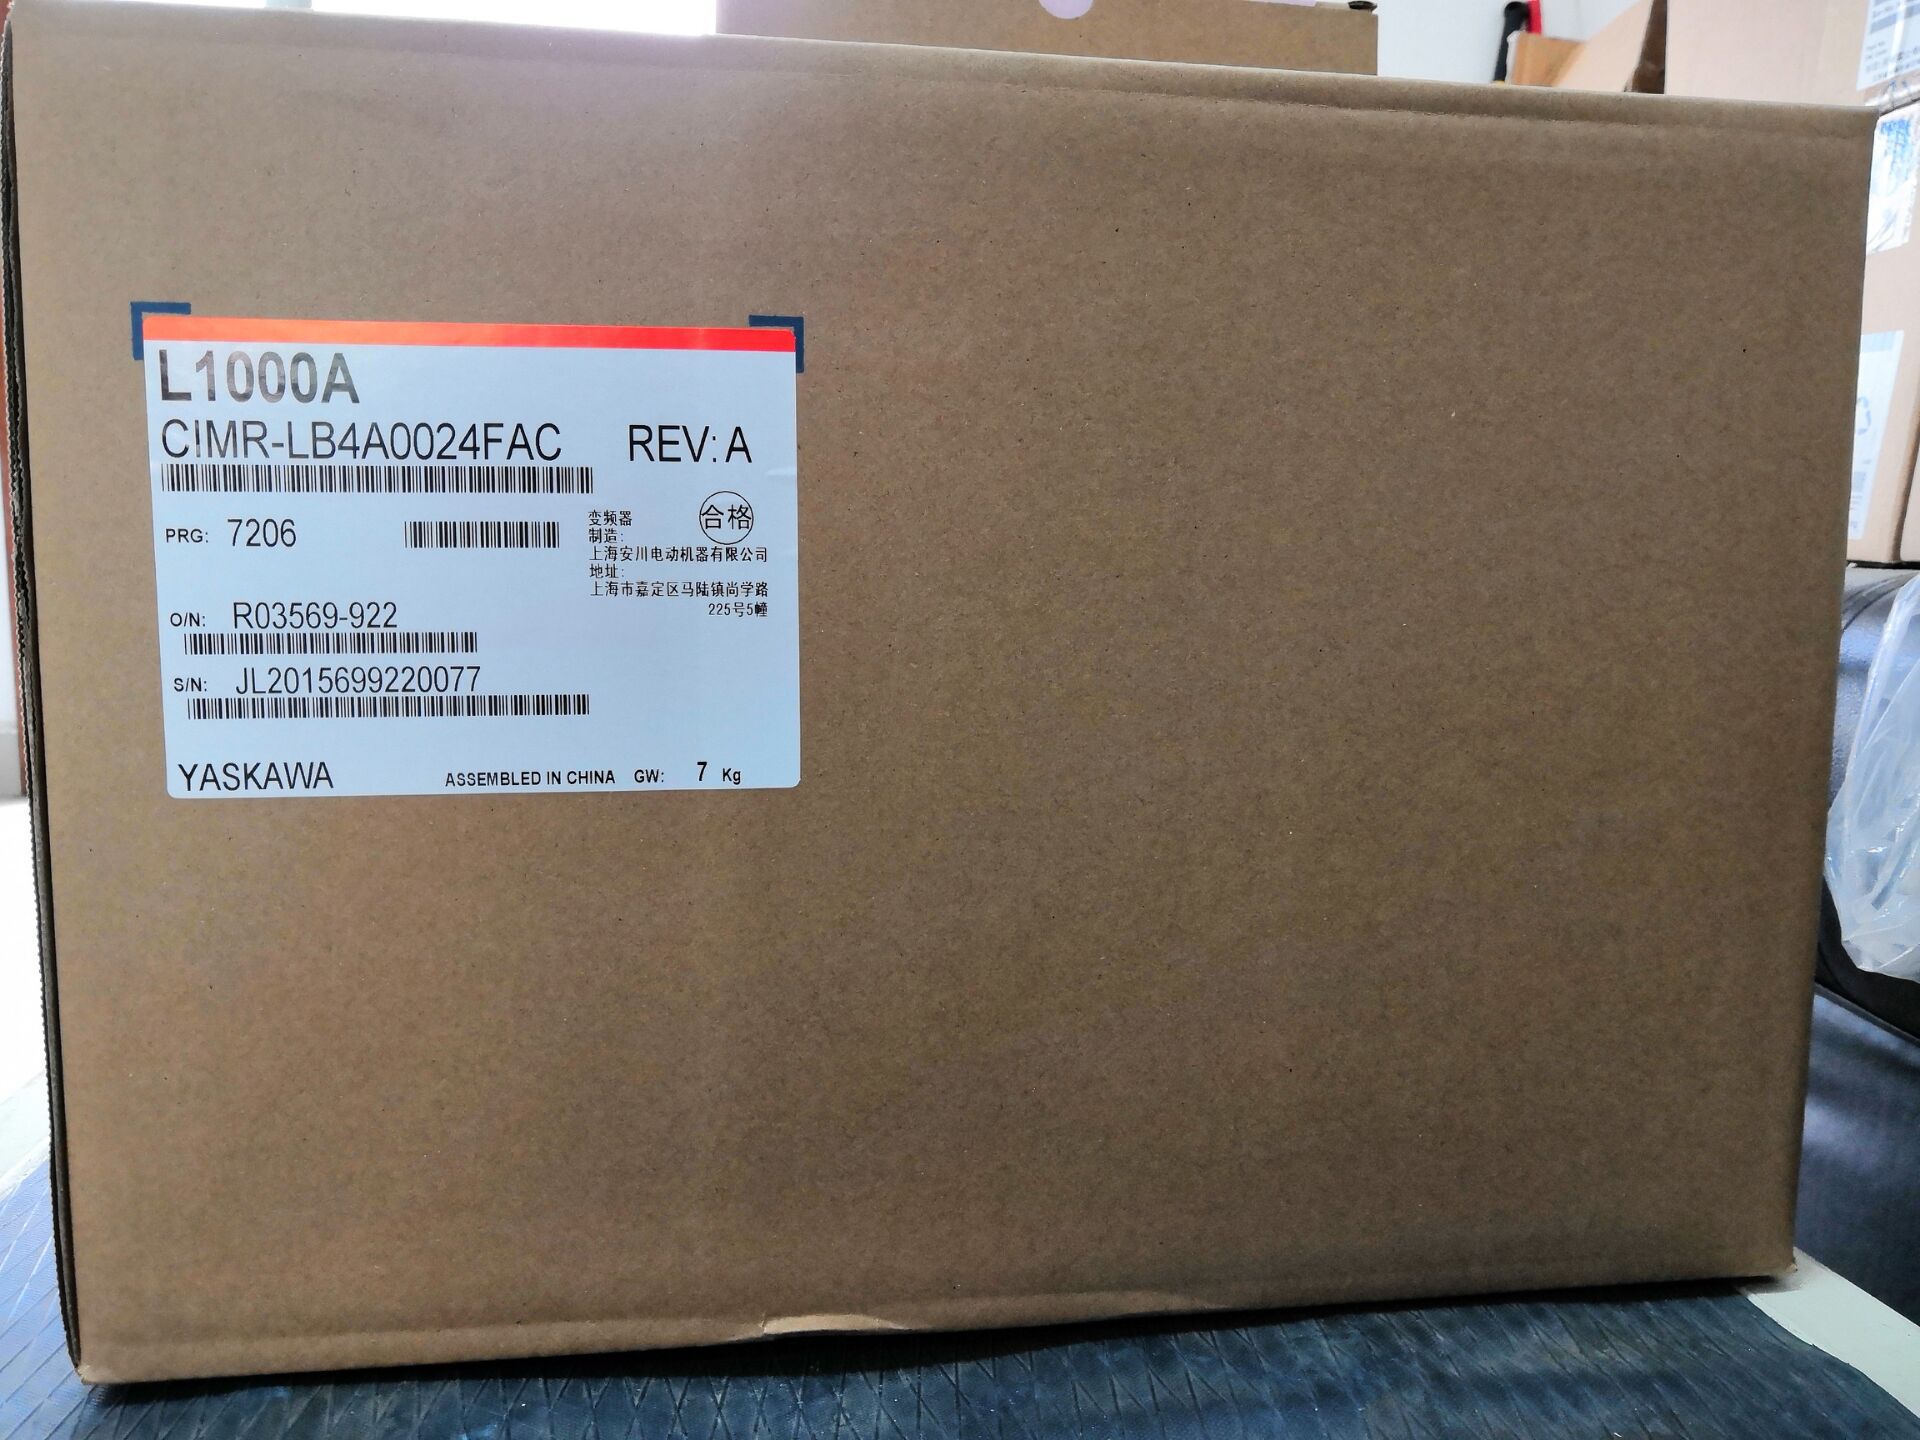 L1000A
CIMR-LB4A0024FAC REV: A
PRG: 7206
变频器 合格
制造:
上海安川电动机器有限公司
地址:
上海市嘉定区马陆镇尚学路
225号5幢
O/N: R03569-922
S/N: JL2015699220077
YASKAWA ASSEMBLED IN CHINA GW: 7 Kg